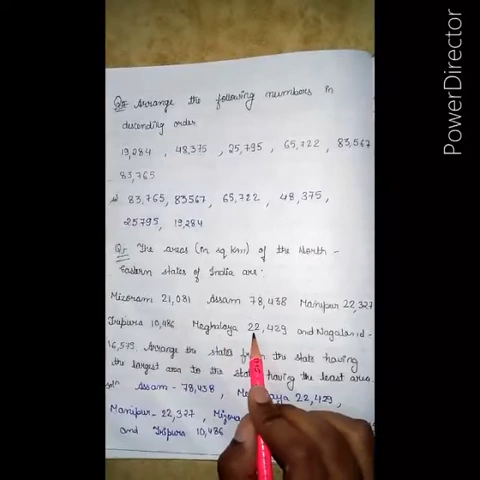 Q. Arrange the following numbers in
descending order
19,284 , 48,375 , 25,795 , 65,722 , 83,567
83,765
83,765, 83567, 65,722 , 48,375,
25795, 19,284
Q. The areas (in sq km) of the North-
Eastern states of India are:
Mizoram 21,081 Assam 78,438 Manipur 22,327
Tripura 10,486 Meghalaya 22,429 and Nagaland -
16,579. Arrange the states the state having
the largest area to the having the least area.
Assam - 78,438 , 22,429,
Manipur - 22,327,
and Tripura 10,486
PowerDirector